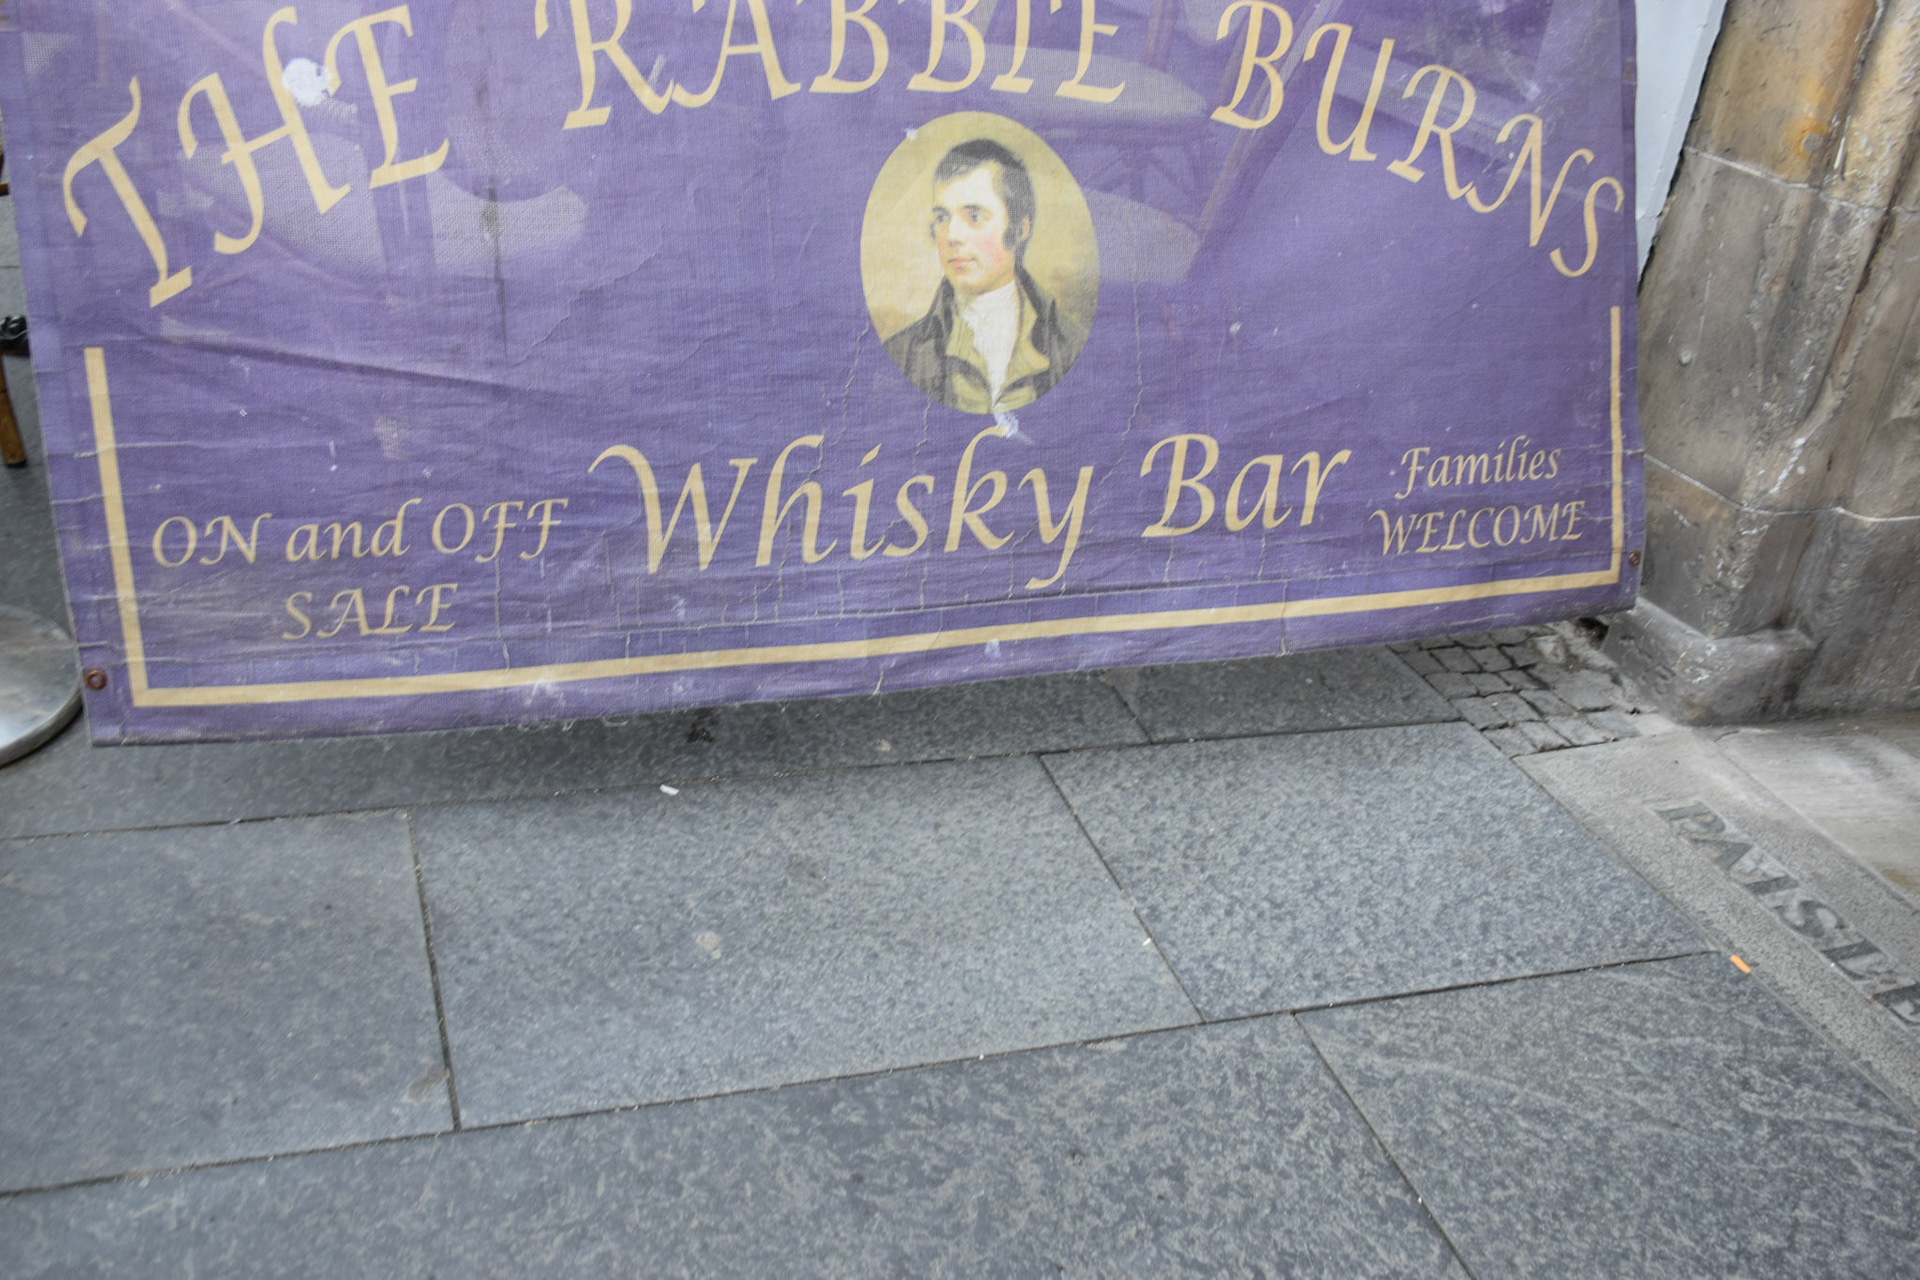 THE RABBIE BURNS
Whisky Bar
ON and OFF
SALE
Families
WELCOME
PAISLE